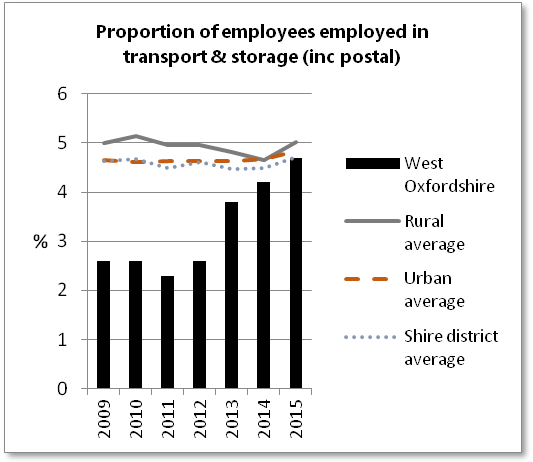 Proportion of employees employed in
transport & storage (inc postal)
6
5
4
3
2
1
0
%
2009
2010
2011
2012
2013
2014
2015
West
Oxfordshire
Rural
average
Urban
average
Shire district
average